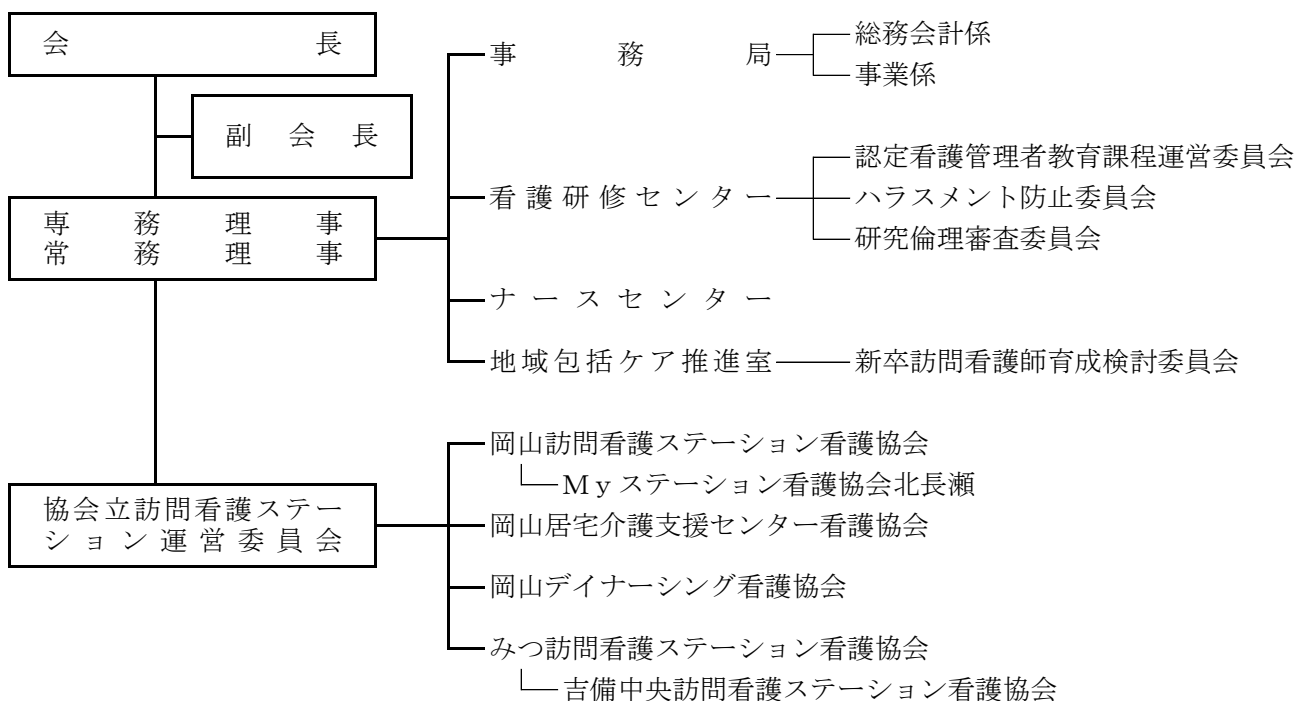 会長
副会長
専務理事
常務理事
事務局
総務会計係
事業係
看護研修センター
認定看護管理者教育課程運営委員会
ハラスメント防止委員会
研究倫理審査委員会
ナースセンター
地域包括ケア推進室
新卒訪問看護師育成検討委員会
協会立訪問看護ステー
ション運営委員会
岡山訪問看護ステーション看護協会
Myステーション看護協会北長瀬
岡山居宅介護支援センター看護協会
岡山デイナーシング看護協会
みつ訪問看護ステーション看護協会
吉備中央訪問看護ステーション看護協会